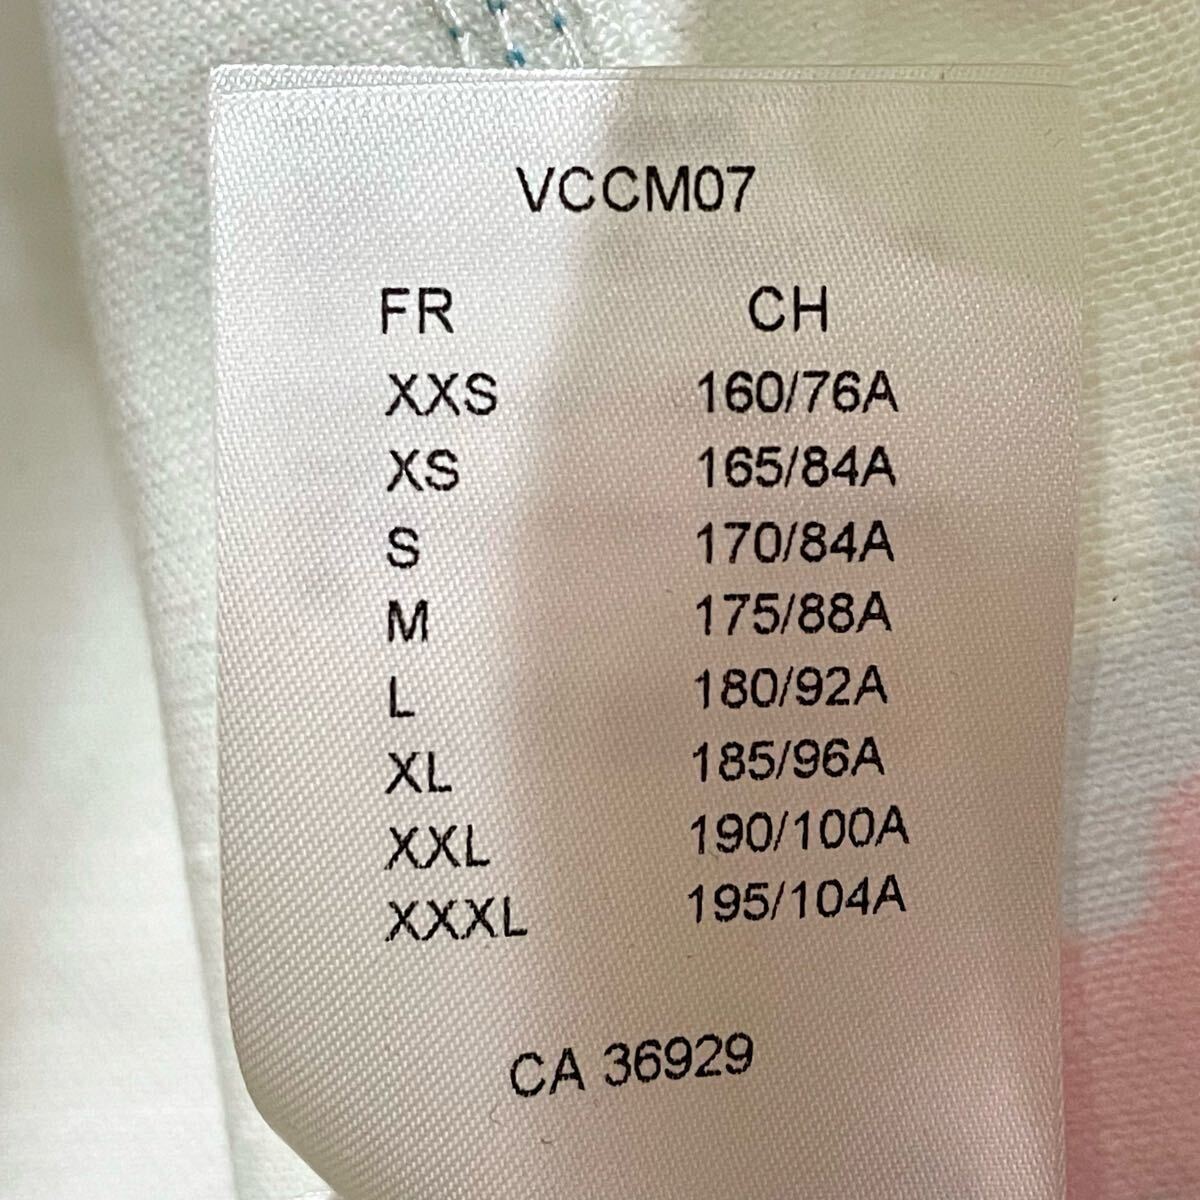 VCCM07
FR CH
XXS 160/76A
XS 165/84A
S 170/84A
M 175/88A
L 180/92A
XL 185/96A
XXL 190/100A
XXXL 195/104A
CA 36929